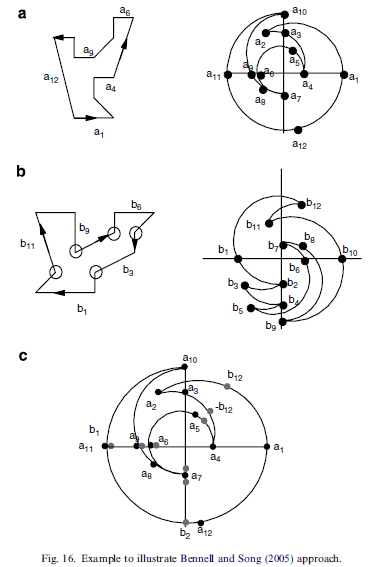 a
a6
a9
a12
a4
a1
a10
a2
a3
a5
a11
a6
a8
a7
a4
a1
a12
b
b6
b9
b11
b3
b1
b12
b11
b1
b7
b8
b10
b6
b3
b2
b5
b4
b9
c
a10
b12
a2
a3
-b12
b1
a5
a11
a9
a6
a4
a1
a8
a7
b2
a12
Fig. 16. Example to illustrate Bennell and Song (2005) approach.